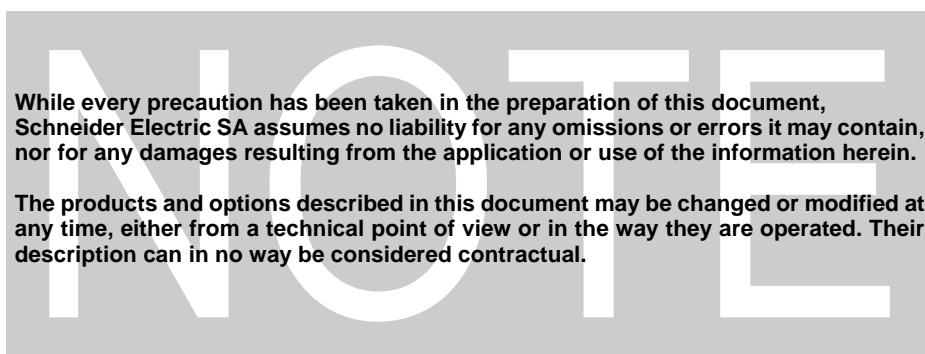 NOTE
While every precaution has been taken in the preparation of this document,
Schneider Electric SA assumes no liability for any omissions or errors it may contain,
nor for any damages resulting from the application or use of the information herein.
The products and options described in this document may be changed or modified at
any time, either from a technical point of view or in the way they are operated. Their
description can in no way be considered contractual.